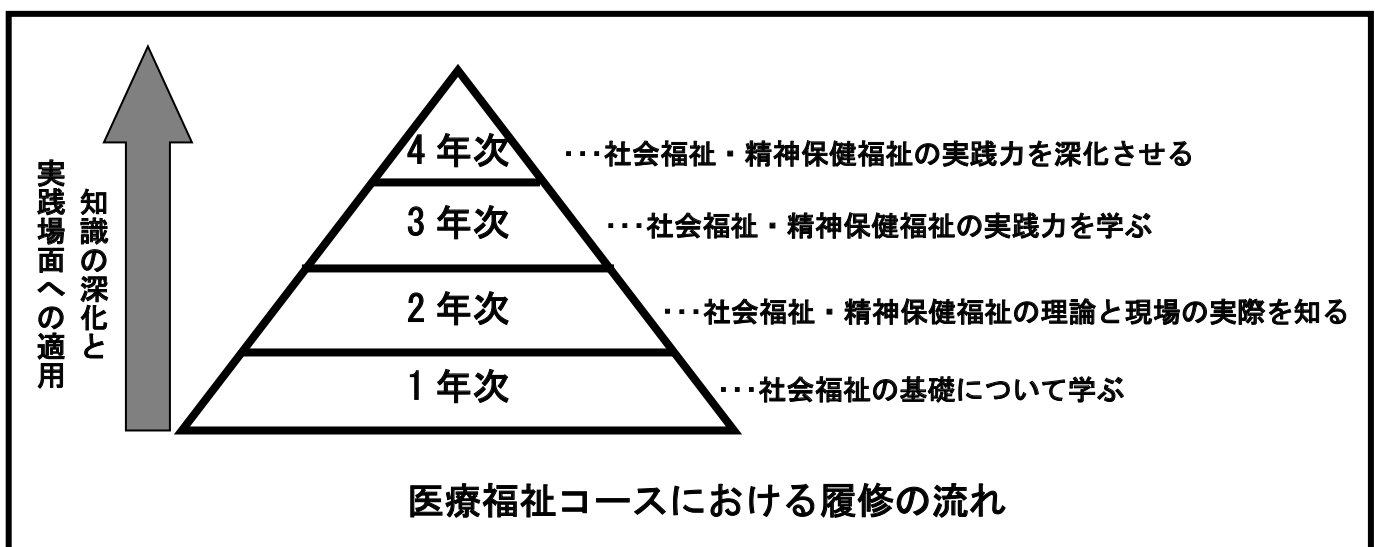 知識の深化と
実践場面への適用
4 年次
･･･社会福祉・精神保健福祉の実践力を深化させる
3 年次
･･･社会福祉・精神保健福祉の実践力を学ぶ
2 年次
･･･社会福祉・精神保健福祉の理論と現場の実際を知る
1 年次
･･･社会福祉の基礎について学ぶ
医療福祉コースにおける履修の流れ